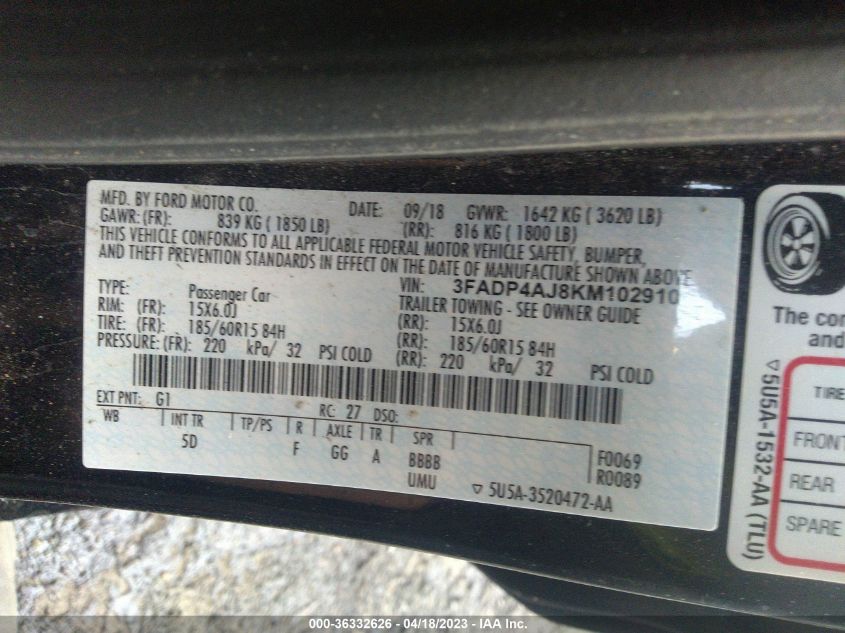 MFD. BY FORD MOTOR CO. DATE: 09/18 GVWR: 1642 KG ( 3620 LB)
GAWR: (FR): 839 KG ( 1850 LB) (RR): 816 KG ( 1800 LB)
THIS VEHICLE CONFORMS TO ALL APPLICABLE FEDERAL MOTOR VEHICLE SAFETY, BUMPER,
AND THEFT PREVENTION STANDARDS IN EFFECT ON THE DATE OF MANUFACTURE SHOWN ABOVE
VIN: 3FADP4AJ8KM102910
TYPE: Passenger Car TRAILER TOWING - SEE OWNER GUIDE
RIM: (FR): 15X6.0J (RR): 15X6.0J
TIRE: (FR): 185/60R15 84H (RR): 185/60R15 84H
PRESSURE: (FR): 220 kPa/ 32 PSI COLD (RR): 220 kPa/ 32 PSI COLD
EXT PNT: G1 RC: 27 DSO:
WB INT TR TP/PS R AXLE TR SPR F0069
5D F GG A BBBB R0089
UMU ▽ 5U5A-3520472-AA
The
and
▽5U5A-1532-AA (TLU)
TIRE
FRONT
REAR
SPARE
000-36332626 - 04/18/2023 - IAA Inc.